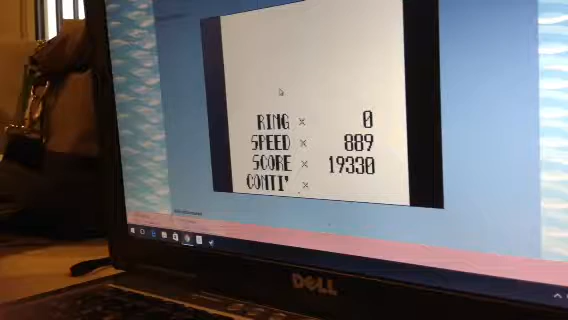 RING × 0
SPEED × 889
SCORE × 19330
CONTI' ×
DELL